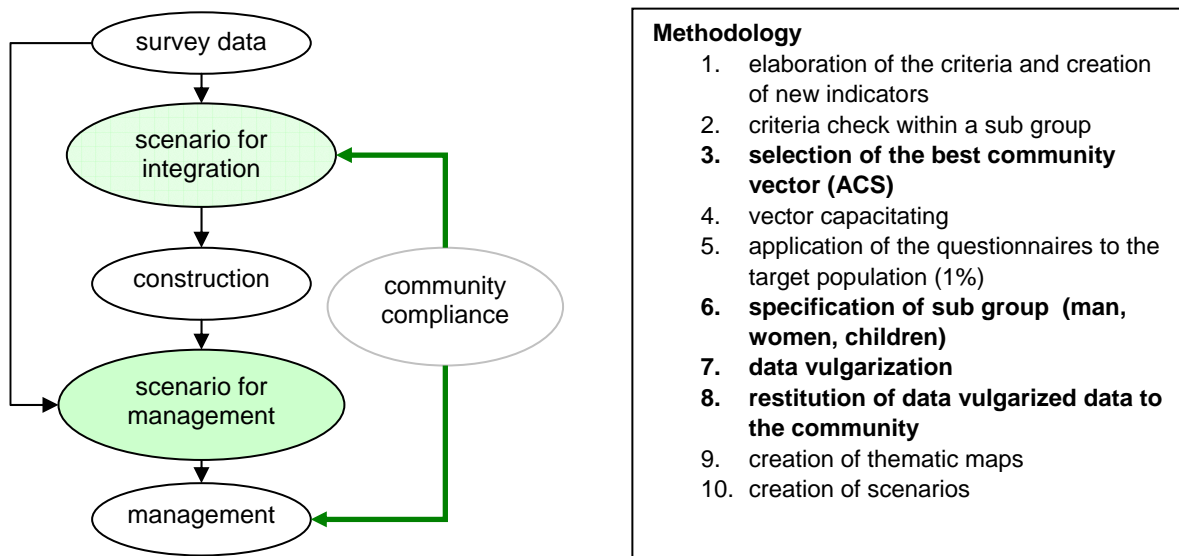 survey data
scenario for
integration
construction
community
compliance
scenario for
management
management
Methodology
1. elaboration of the criteria and creation
of new indicators
2. criteria check within a sub group
3. selection of the best community
vector (ACS)
4. vector capacitating
5. application of the questionnaires to the
target population (1%)
6. specification of sub group (man,
women, children)
7. data vulgarization
8. restitution of data vulgarized data to
the community
9. creation of thematic maps
10. creation of scenarios